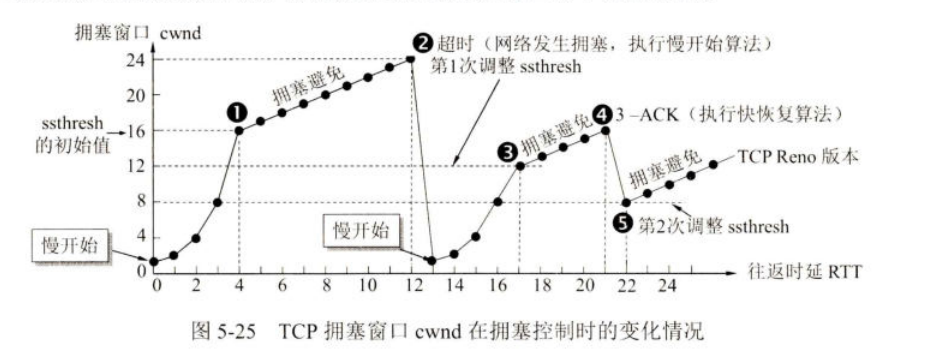 拥塞窗口 cwnd
❷ 超时（网络发生拥塞，执行慢开始算法）
第1次调整 ssthresh
24
20
16
12
8
4
0
ssthresh
的初始值
❶
拥塞避免
❸
拥塞避免
❹ 3-ACK（执行快恢复算法）
拥塞避免
TCP Reno 版本
❺ 第2次调整 ssthresh
慢开始
慢开始
0 2 4 6 8 10 12 14 16 18 20 22 24
往返时延 RTT
图 5-25 TCP 拥塞窗口 cwnd 在拥塞控制时的变化情况